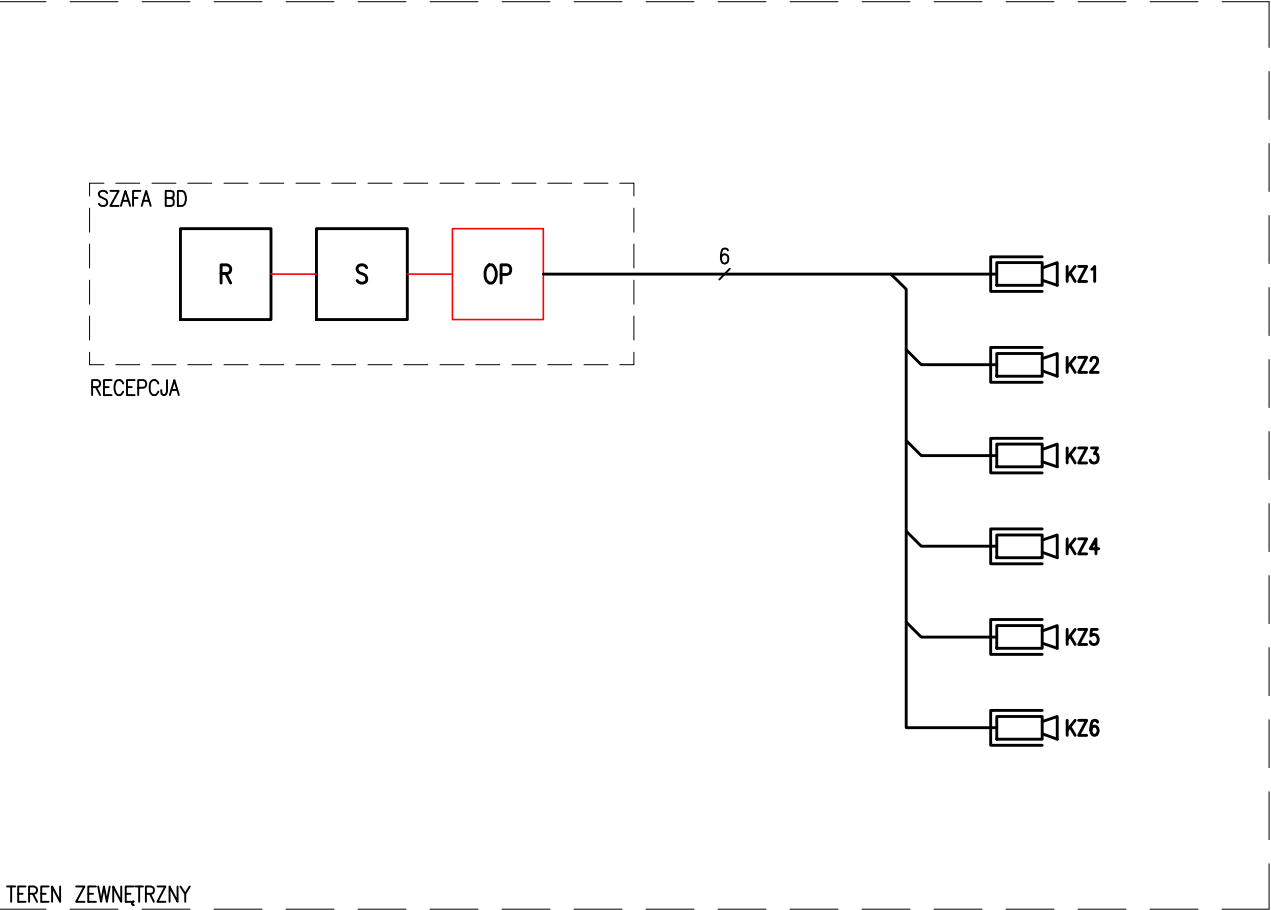 SZAFA BD
R
S
OP
6
KZ1
KZ2
RECEPCJA
KZ3
KZ4
KZ5
KZ6
TEREN ZEWNĘTRZNY